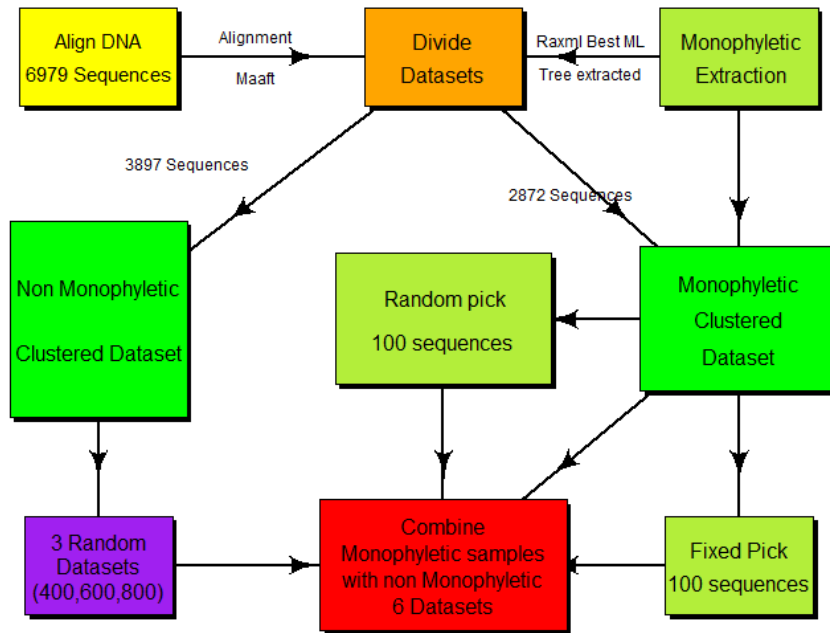 Align DNA
6979 Sequences
Alignment
Maaft
Divide
Datasets
Raxml Best ML
Tree extracted
Monophyletic
Extraction
3897 Sequences
2872 Sequences
Non Monophyletic
Clustered Dataset
Random pick
100 sequences
Monophyletic
Clustered
Dataset
3 Random
Datasets
(400,600,800)
Combine
Monophyletic samples
with non Monophyletic
6 Datasets
Fixed Pick
100 sequences